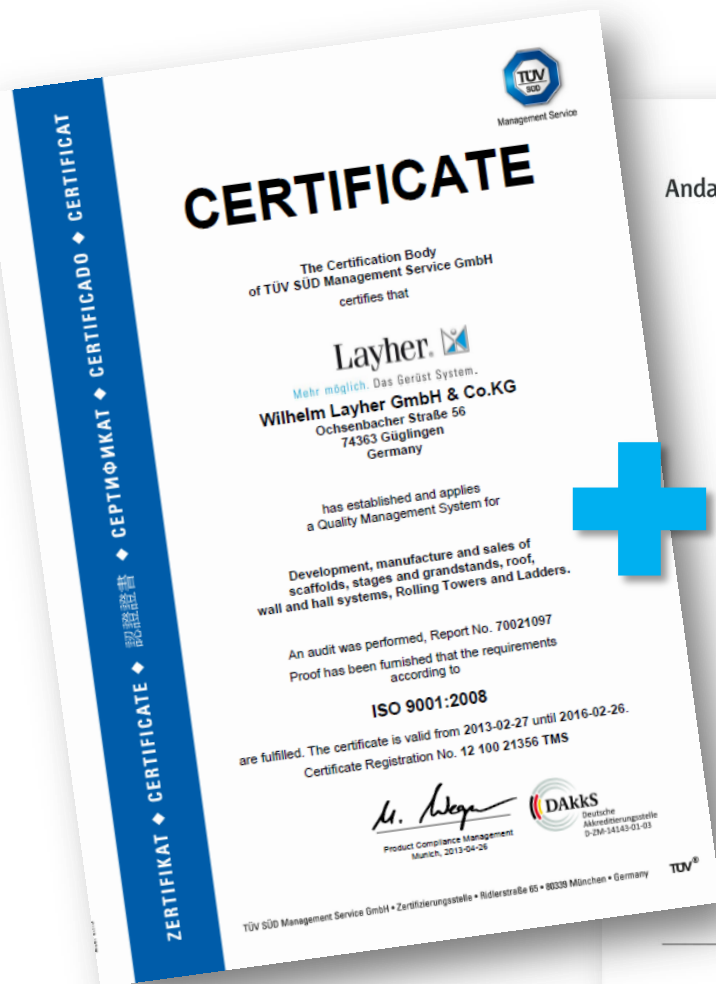 TÜV
SÜD
Management Service
CERTIFICATE
The Certification Body
of TÜV SÜD Management Service GmbH
certifies that
Layher.
Mehr möglich. Das Gerüst System.
Wilhelm Layher GmbH & Co.KG
Ochsenbacher Straße 56
74363 Güglingen
Germany
has established and applies
a Quality Management System for
Development, manufacture and sales of
scaffolds, stages and grandstands, roof,
wall and hall systems, Rolling Towers and Ladders.
An audit was performed, Report No. 70021097
Proof has been furnished that the requirements
according to
ISO 9001:2008
are fulfilled. The certificate is valid from 2013-02-27 until 2016-02-26.
Certificate Registration No. 12 100 21356 TMS
Product Compliance Management
Munich, 2013-04-26
DAkkS
Deutsche
Akkreditierungsstelle
D-ZM-14143-01-03
TÜV SÜD Management Service GmbH • Zertifizierungsstelle • Ridlerstraße 65 • 80339 München • Germany
TÜV®
ZERTIFIKAT ◆ CERTIFICATE ◆ 認證證書 ◆ СЕРТИФИКАТ ◆ CERTIFICADO ◆ CERTIFICAT
Anda